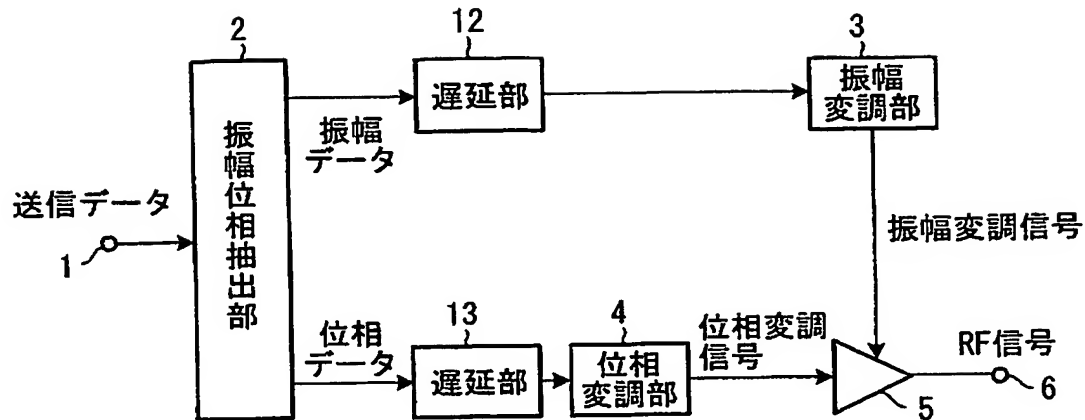 2
12
3
遅延部
振幅
変調部
振幅
データ
振幅位相抽出部
送信データ
1
振幅変調信号
位相
データ
13
遅延部
4
位相
変調部
位相変調
信号
5
RF信号
6